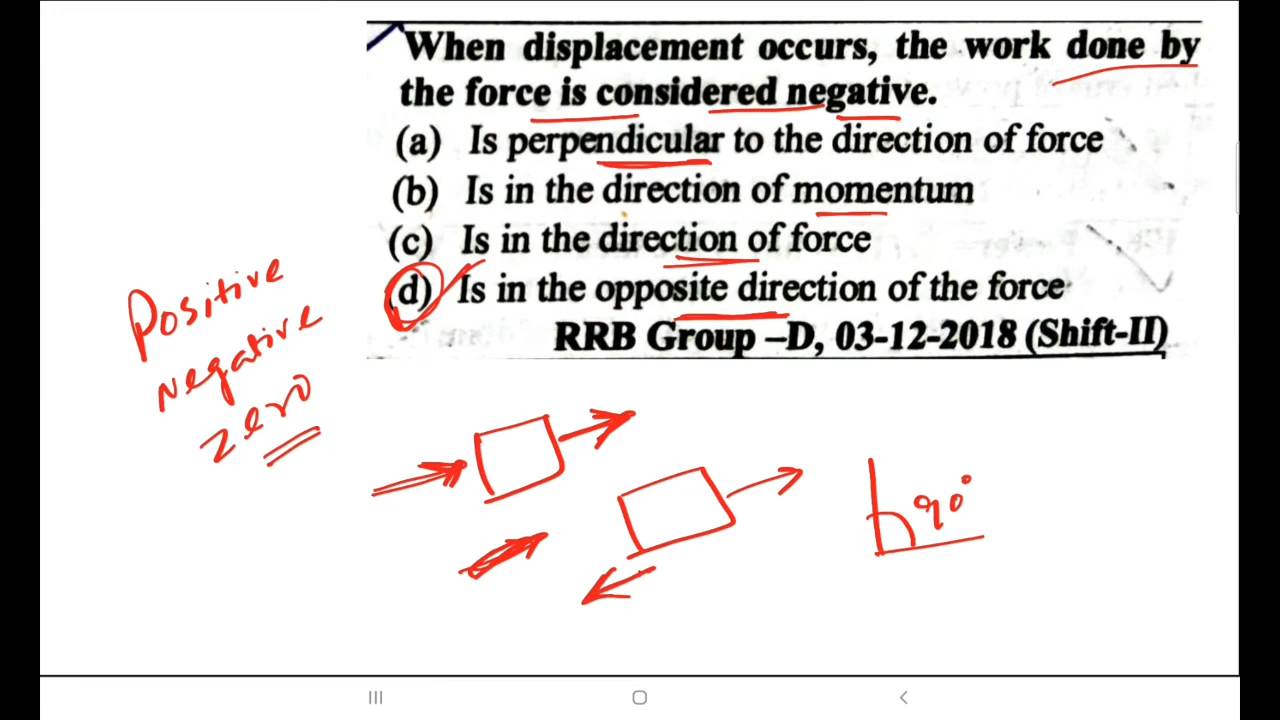 When displacement occurs, the work done by
the force is considered negative.
(a) Is perpendicular to the direction of force
(b) Is in the direction of momentum
(c) Is in the direction of force
(d) Is in the opposite direction of the force
RRB Group –D, 03-12-2018 (Shift-II)
Positive
negative
zero
90°